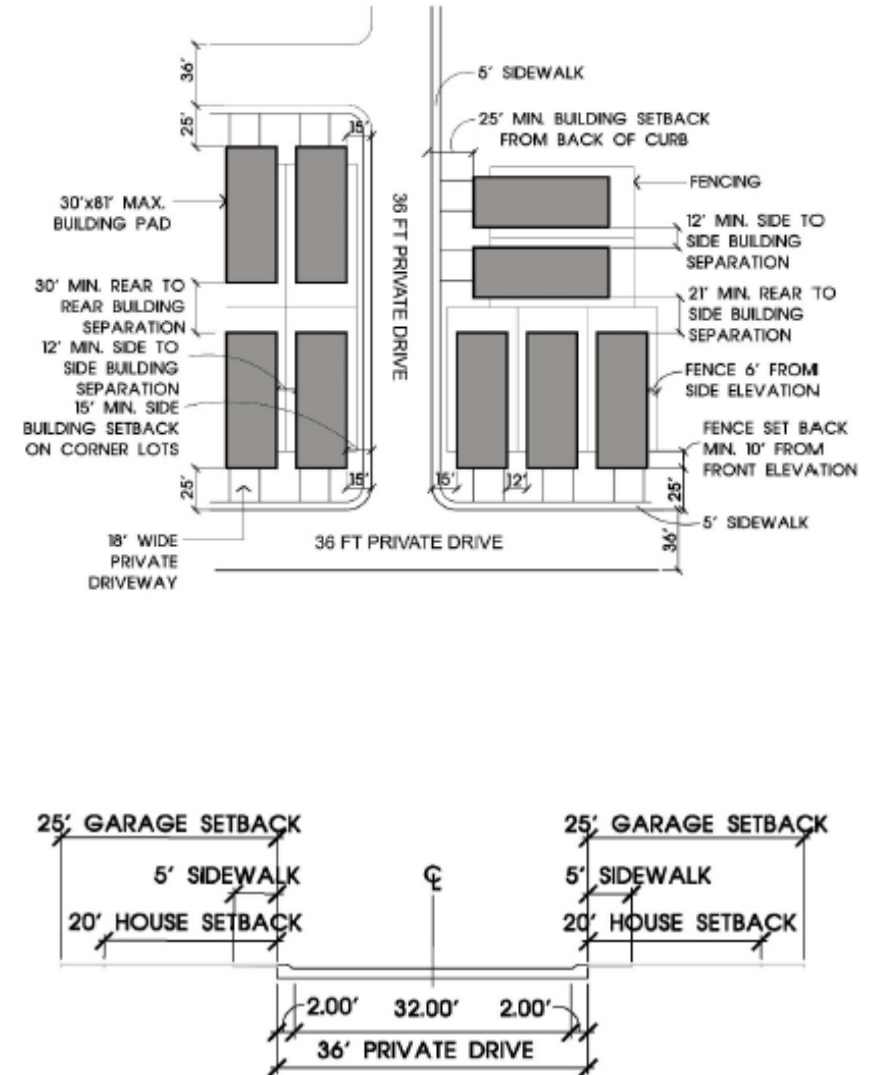 36'
25'
15'
5' SIDEWALK
25' MIN. BUILDING SETBACK
FROM BACK OF CURB
30'x81' MAX.
BUILDING PAD
36 FT PRIVATE DRIVE
FENCING
12' MIN. SIDE TO
SIDE BUILDING
SEPARATION
30' MIN. REAR TO
REAR BUILDING
SEPARATION
21' MIN. REAR TO
SIDE BUILDING
SEPARATION
12' MIN. SIDE TO
SIDE BUILDING
SEPARATION
FENCE 6' FROM
SIDE ELEVATION
15' MIN. SIDE
BUILDING SETBACK
ON CORNER LOTS
FENCE SET BACK
MIN. 10' FROM
FRONT ELEVATION
25'
15'
15'
12'
25'
5' SIDEWALK
18' WIDE
PRIVATE
DRIVEWAY
36 FT PRIVATE DRIVE
36'
25' GARAGE SETBACK
25' GARAGE SETBACK
5' SIDEWALK
CL
5' SIDEWALK
20' HOUSE SETBACK
20' HOUSE SETBACK
2.00' 32.00' 2.00'
36' PRIVATE DRIVE